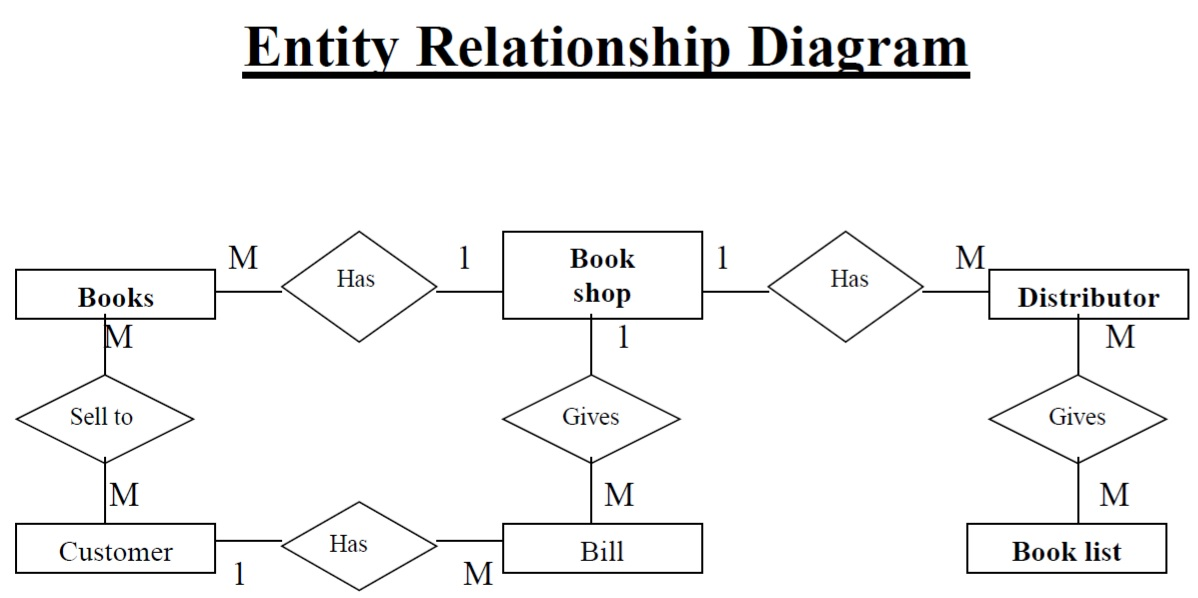 Entity Relationship Diagram
M
Has
1
Book
shop
1
Has
M
Books
Distributor
M
1
M
Sell to
Gives
Gives
M
M
M
Customer
Has
Bill
Book list
1
M